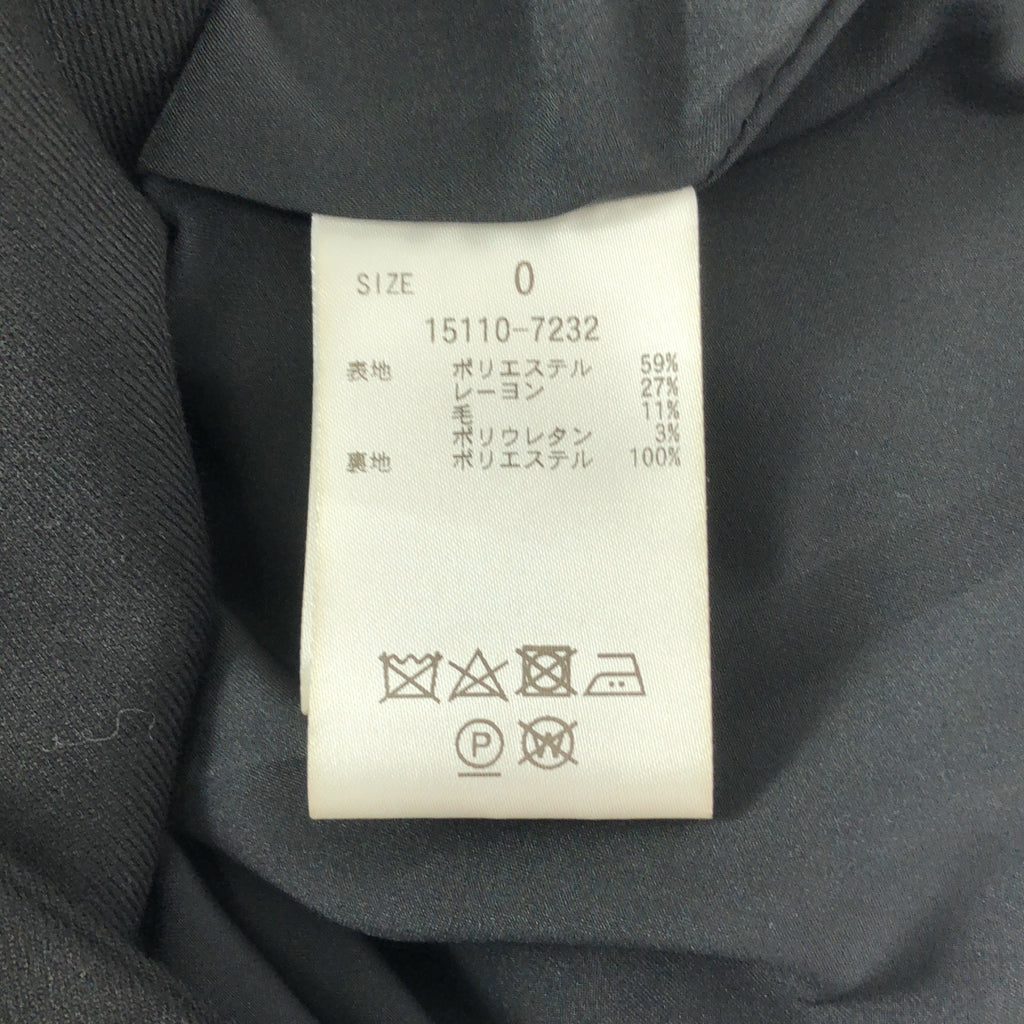 SIZE 0
15110-7232
表地 ポリエステル 59%
レーヨン 27%
毛 11%
ポリウレタン 3%
裏地 ポリエステル 100%
P W